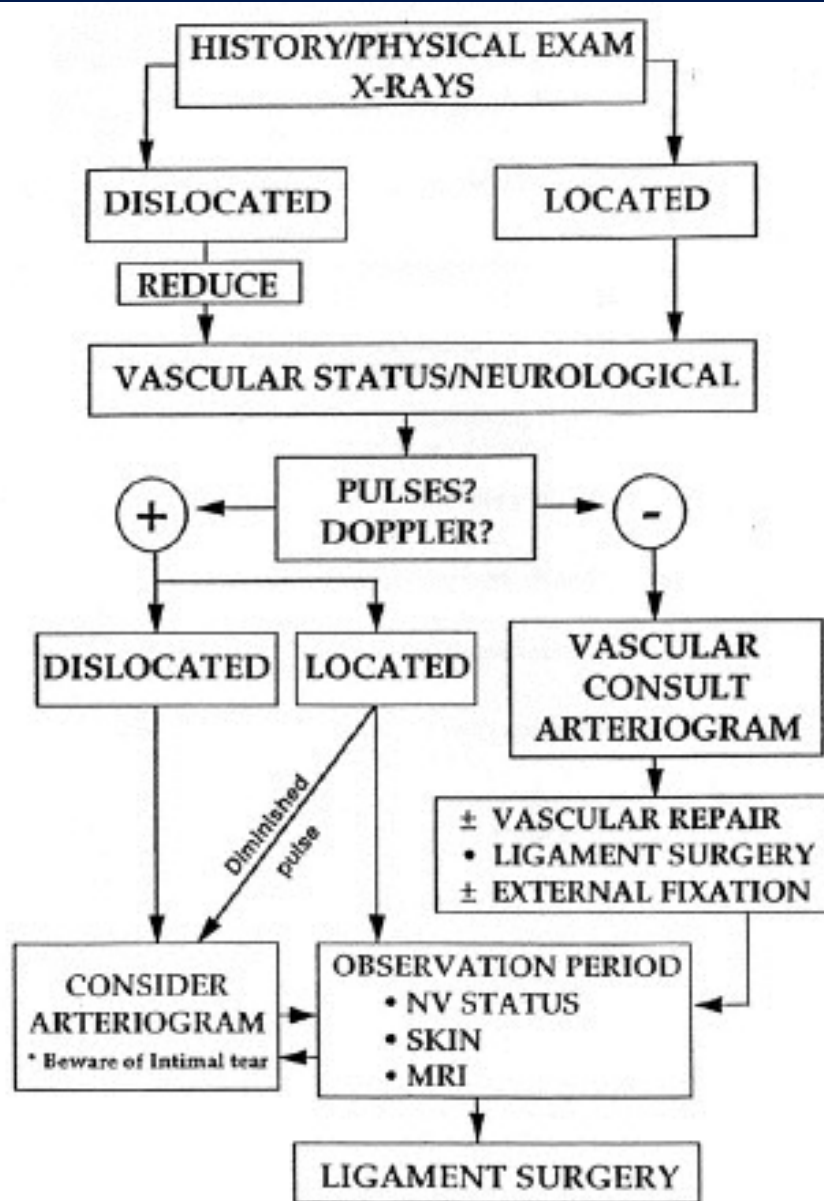 HISTORY/PHYSICAL EXAM
X-RAYS
DISLOCATED
LOCATED
REDUCE
VASCULAR STATUS/NEUROLOGICAL
PULSES?
DOPPLER?
+
-
DISLOCATED
LOCATED
VASCULAR
CONSULT
ARTERIOGRAM
Diminished
pulse
± VASCULAR REPAIR
• LIGAMENT SURGERY
± EXTERNAL FIXATION
CONSIDER
ARTERIOGRAM
* Beware of Intimal tear
OBSERVATION PERIOD
• NV STATUS
• SKIN
• MRI
LIGAMENT SURGERY